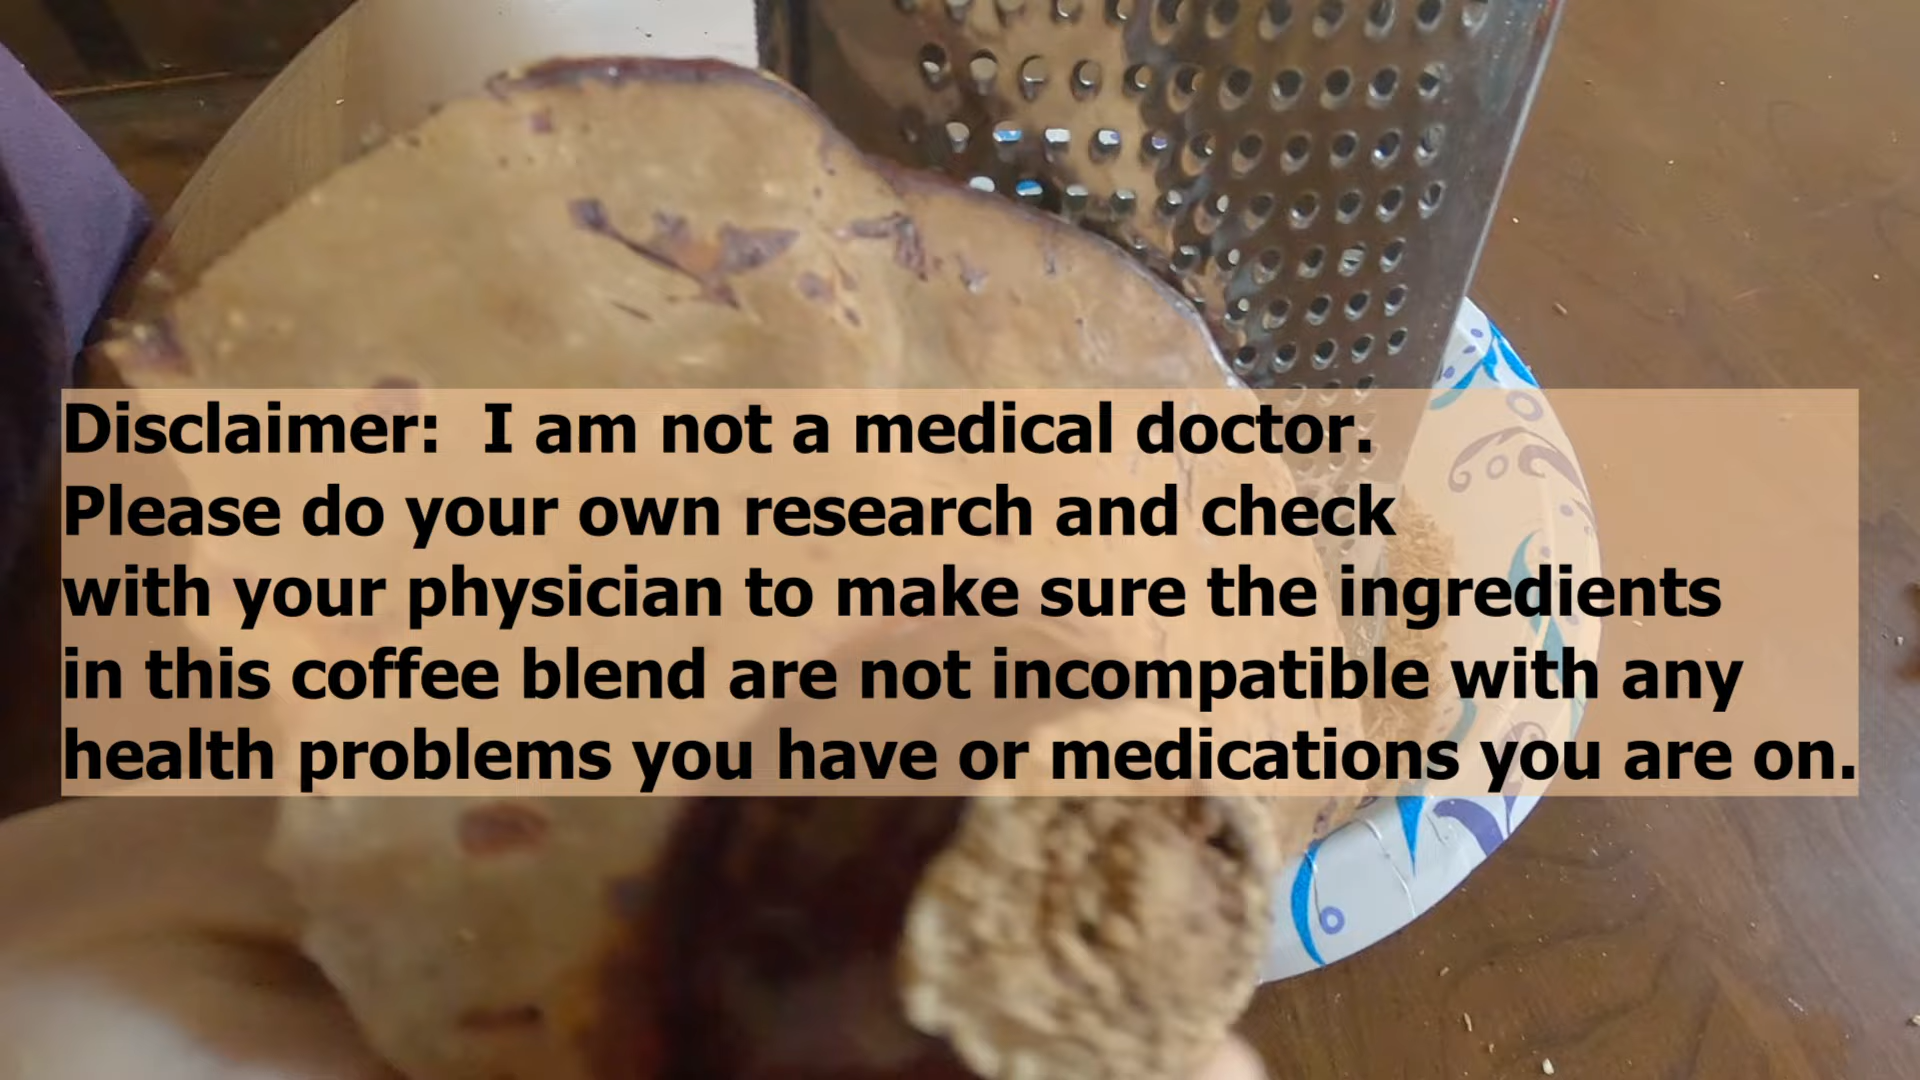 Disclaimer:  I am not a medical doctor.
Please do your own research and check
with your physician to make sure the ingredients
in this coffee blend are not incompatible with any
health problems you have or medications you are on.